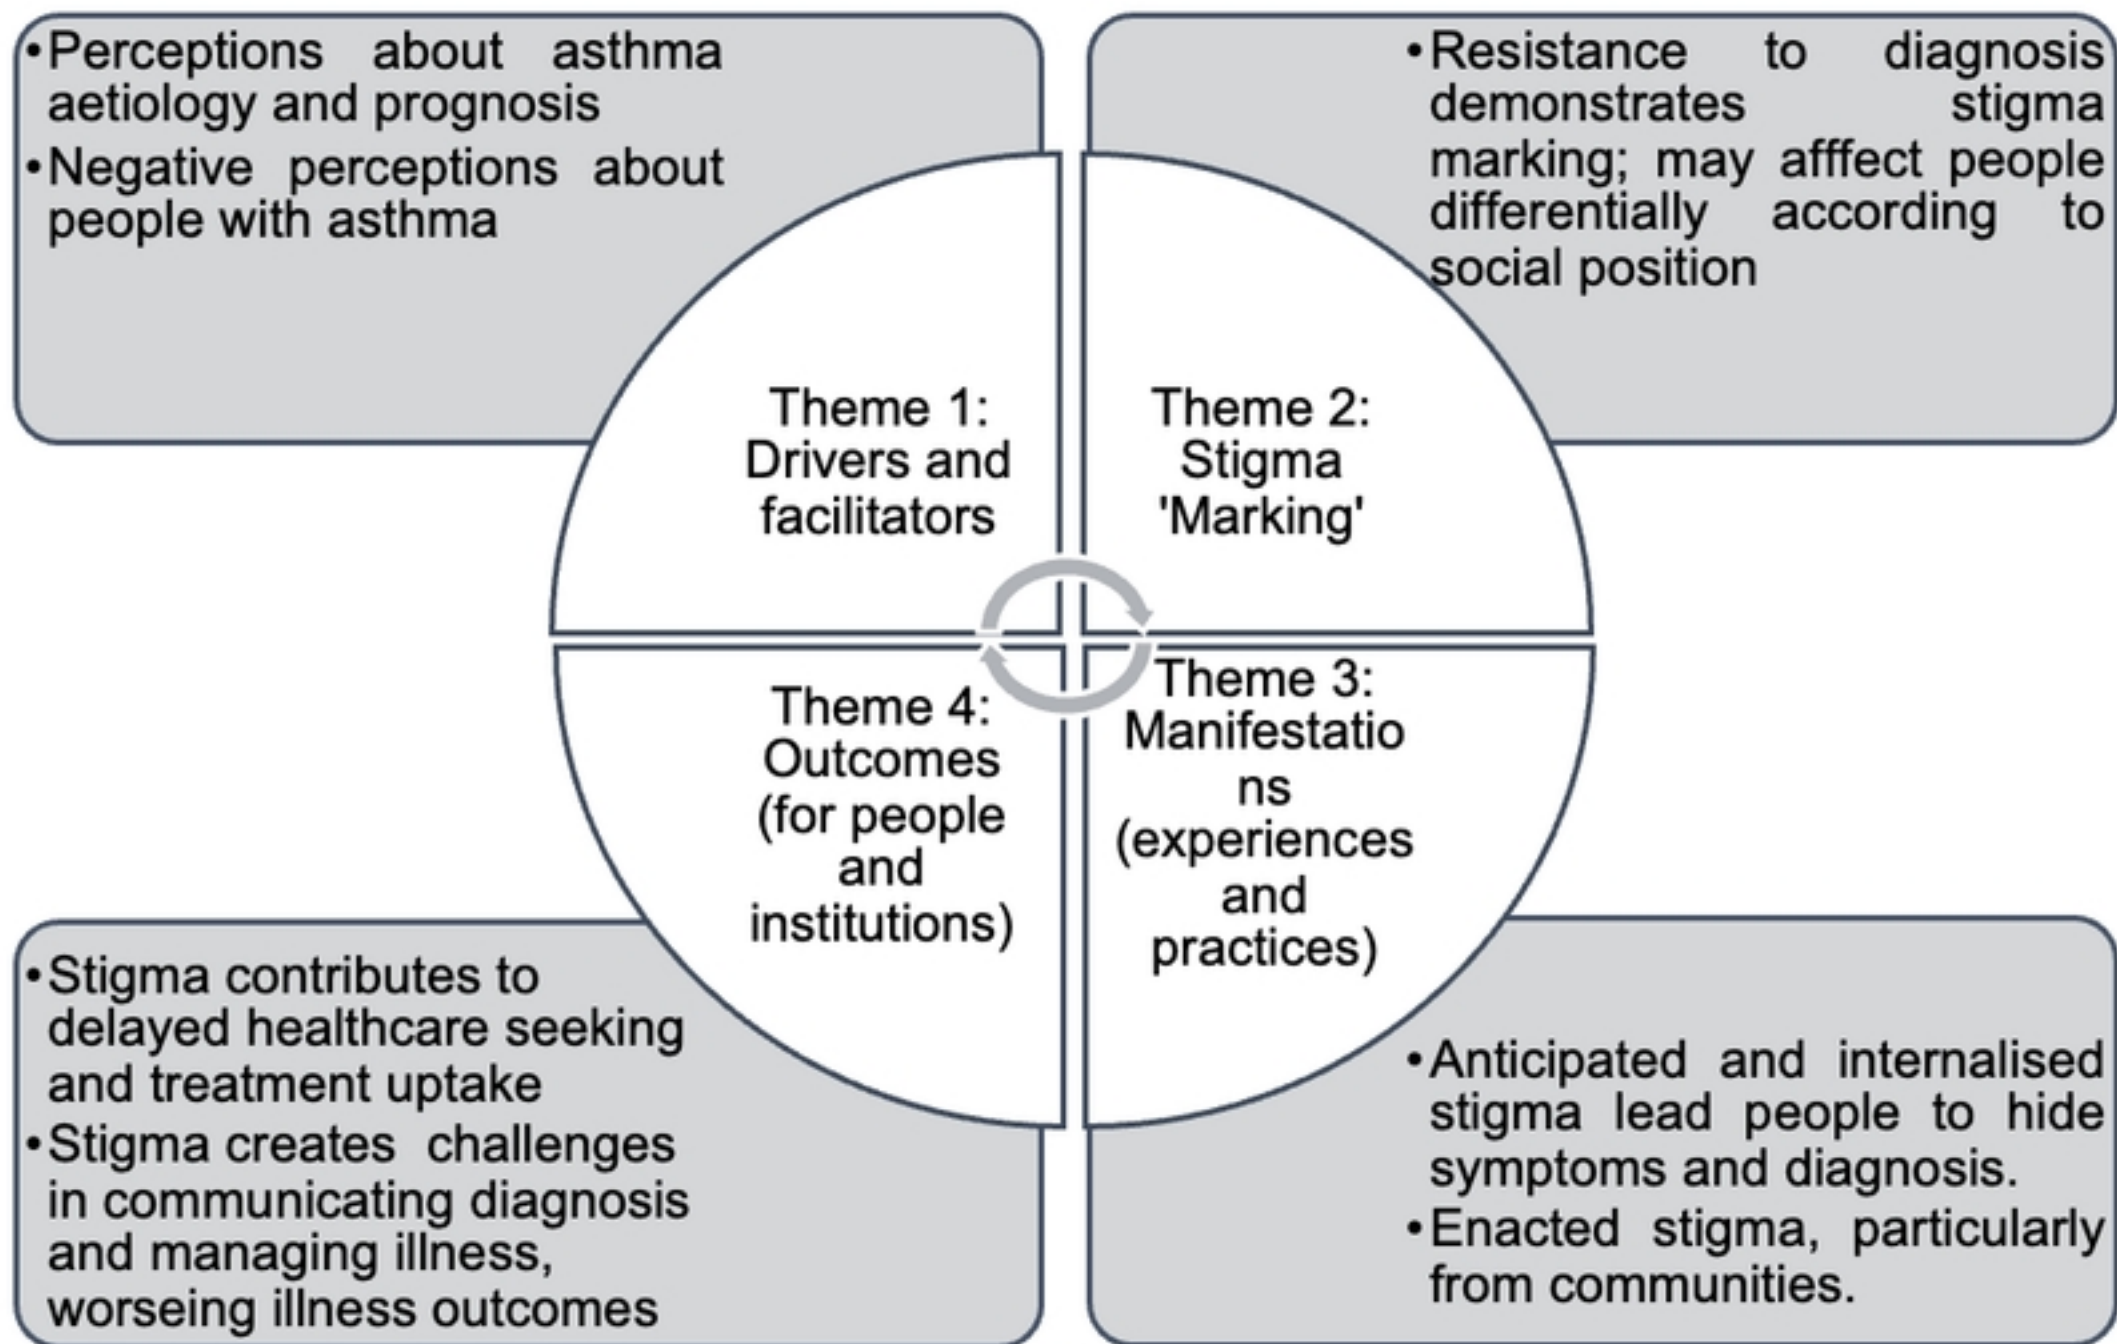 •Perceptions about asthma
aetiology and prognosis
•Negative perceptions about
people with asthma
•Resistance to diagnosis
demonstrates stigma
marking; may afffect people
differentially according to
social position
Theme 1:
Drivers and
facilitators
Theme 2:
Stigma
'Marking'
Theme 4:
Outcomes
(for people
and
institutions)
Theme 3:
Manifestatio
ns
(experiences
and
practices)
•Stigma contributes to
delayed healthcare seeking
and treatment uptake
•Stigma creates challenges
in communicating diagnosis
and managing illness,
worseing illness outcomes
•Anticipated and internalised
stigma lead people to hide
symptoms and diagnosis.
•Enacted stigma, particularly
from communities.